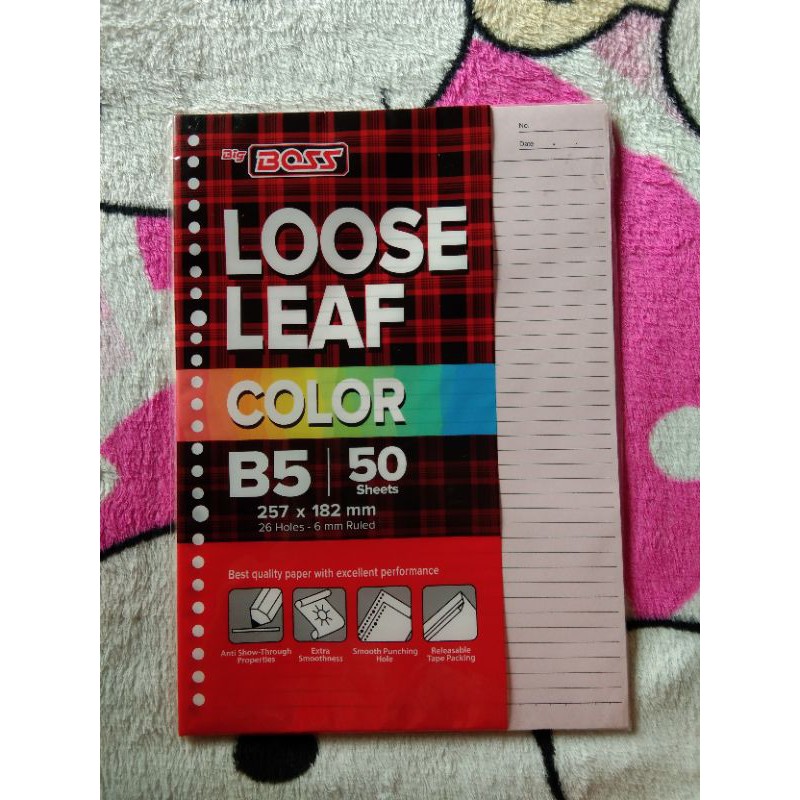 Big BOSS
LOOSE
LEAF
COLOR
B5 | 50 Sheets
257 x 182 mm
26 Holes - 6 mm Ruled
Best quality paper with excellent performance
Anti Show-Through Properties
Extra Smoothness
Smooth Punching Hole
Releasable Tape Packing
No.
Date . .